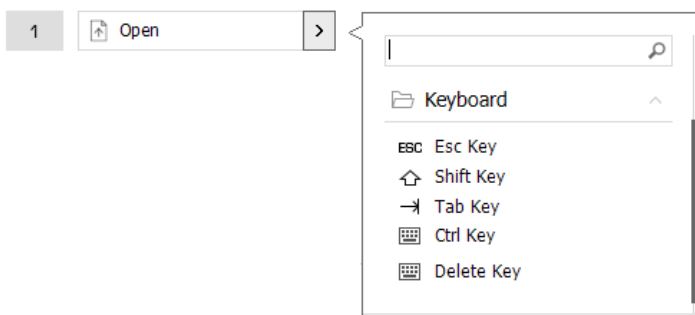 1
Open
Keyboard
ESC Esc Key
Shift Key
Tab Key
Ctrl Key
Delete Key